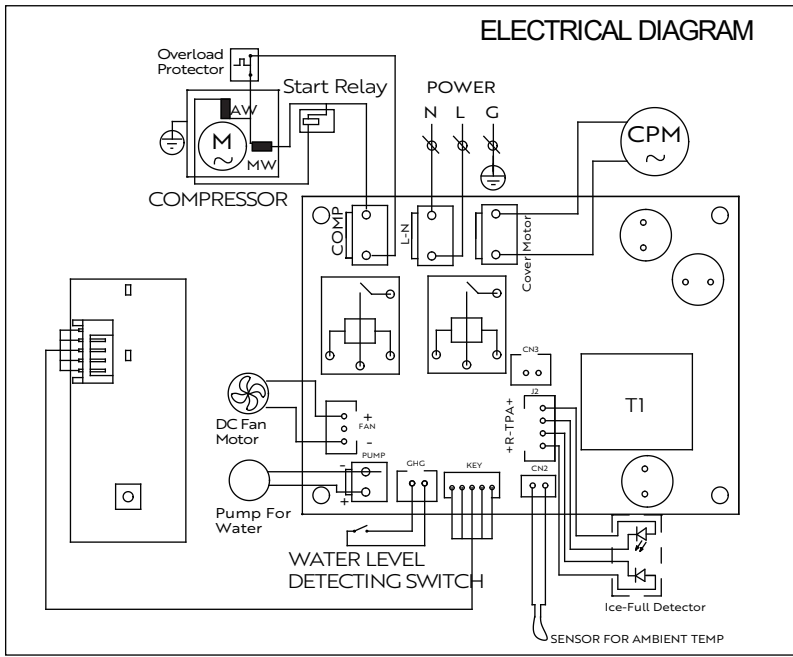 ELECTRICAL DIAGRAM
Overload
Protector
Start Relay
POWER
N L G
CPM
AW
M
MW
COMPRESSOR
COMP
L-N
Cover Motor
CN3
T1
J2
+R-TPA+
DC Fan
Motor
+
FAN
-
PUMP
-
+
GHG
KEY
CN2
Pump For
Water
WATER LEVEL
DETECTING SWITCH
Ice-Full Detector
SENSOR FOR AMBIENT TEMP